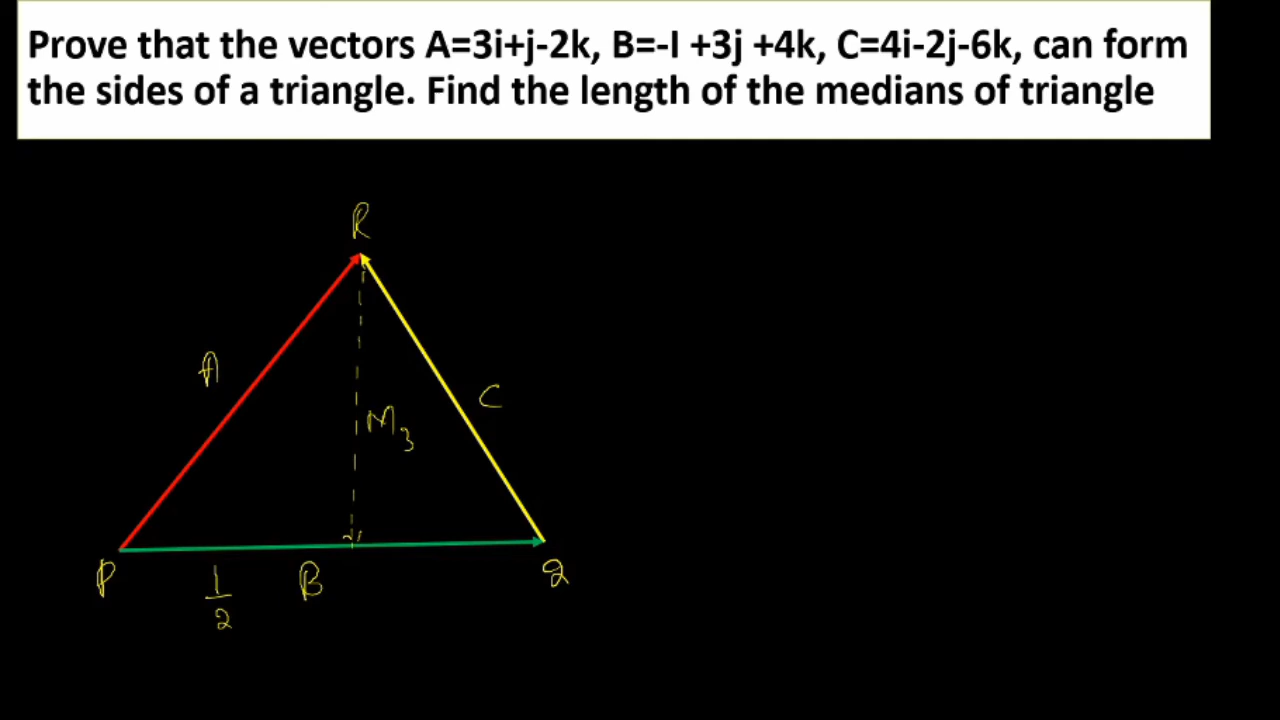 Prove that the vectors A=3i+j-2k, B=-I +3j +4k, C=4i-2j-6k, can form
the sides of a triangle. Find the length of the medians of triangle
R
A
C
M3
P
1/2
B
Q